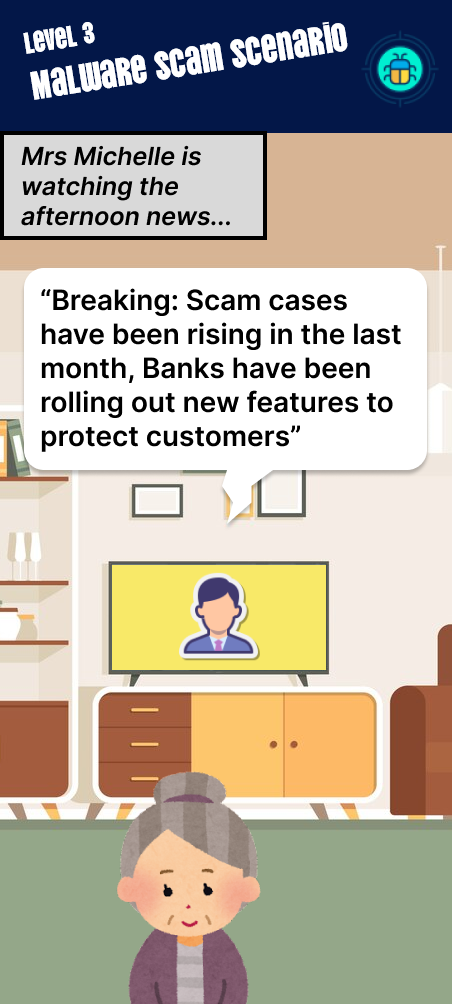 Level 3
Malware Scam Scenario
Mrs Michelle is
watching the
afternoon news...
“Breaking: Scam cases
have been rising in the last
month, Banks have been
rolling out new features to
protect customers”